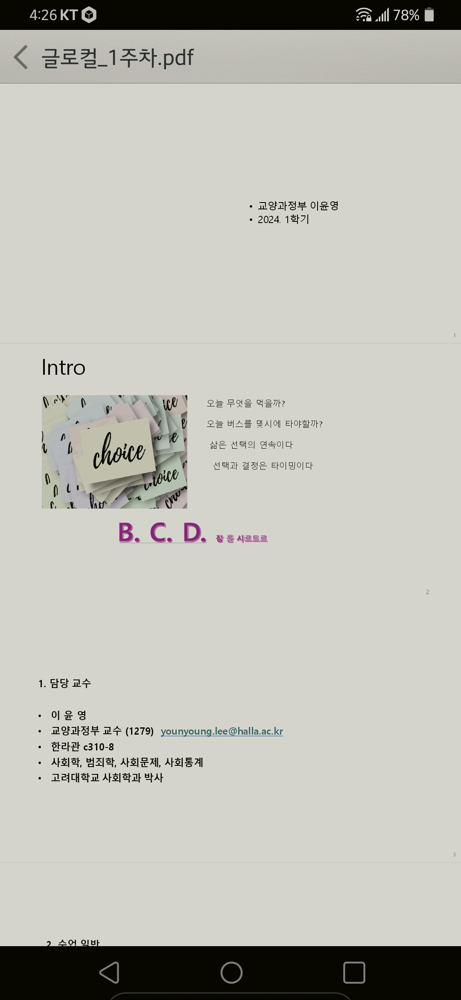 4:26 KT
78%
글로컬_1주차.pdf
• 교양과정부 이윤영
• 2024. 1학기
1
Intro
choice
choice
오늘 무엇을 먹을까?
오늘 버스를 몇시에 타야할까?
삶은 선택의 연속이다
선택과 결정은 타이밍이다
B. C. D. 쟝 폴 샤르트르
2
1. 담당 교수
• 이 윤 영
• 교양과정부 교수 (1279) younyoung.lee@halla.ac.kr
• 한라관 c310-8
• 사회학, 범죄학, 사회문제, 사회통계
• 고려대학교 사회학과 박사
3
2. 수업 일반